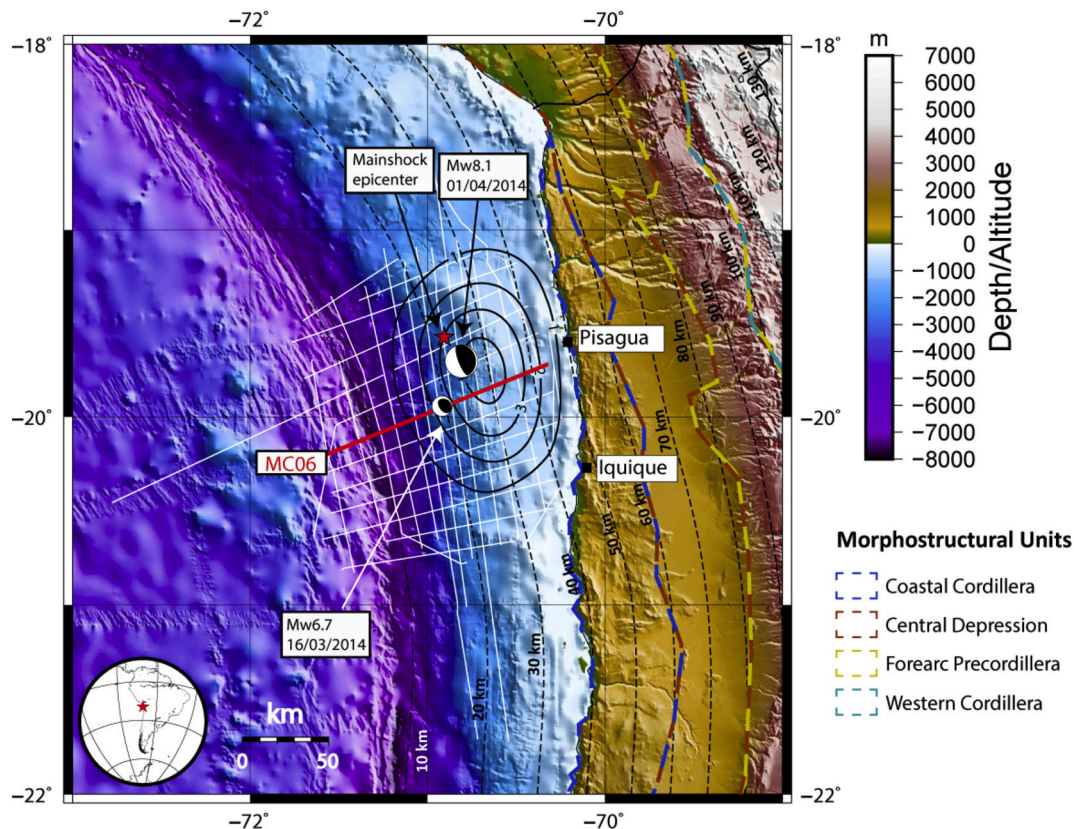 −72
−70
−18°
−18°
m
7000
6000
5000
4000
3000
2000
1000
0
−1000
−2000
−3000
−4000
−5000
−6000
−7000
−8000
Depth/Altitude
130 km
120 km
110km
100 km
90 km
80 km
70 km
60 km
50 km
40 km
30 km
20 km
10 km
Mainshock
epicenter
Mw8.1
01/04/2014
Pisagua
2
3
−20
−20
MC06
Iquique
Mw6.7
16/03/2014
Morphostructural Units
Coastal Cordillera
Central Depression
Forearc Precordillera
Western Cordillera
km
0
50
−22
−22
−72
−70